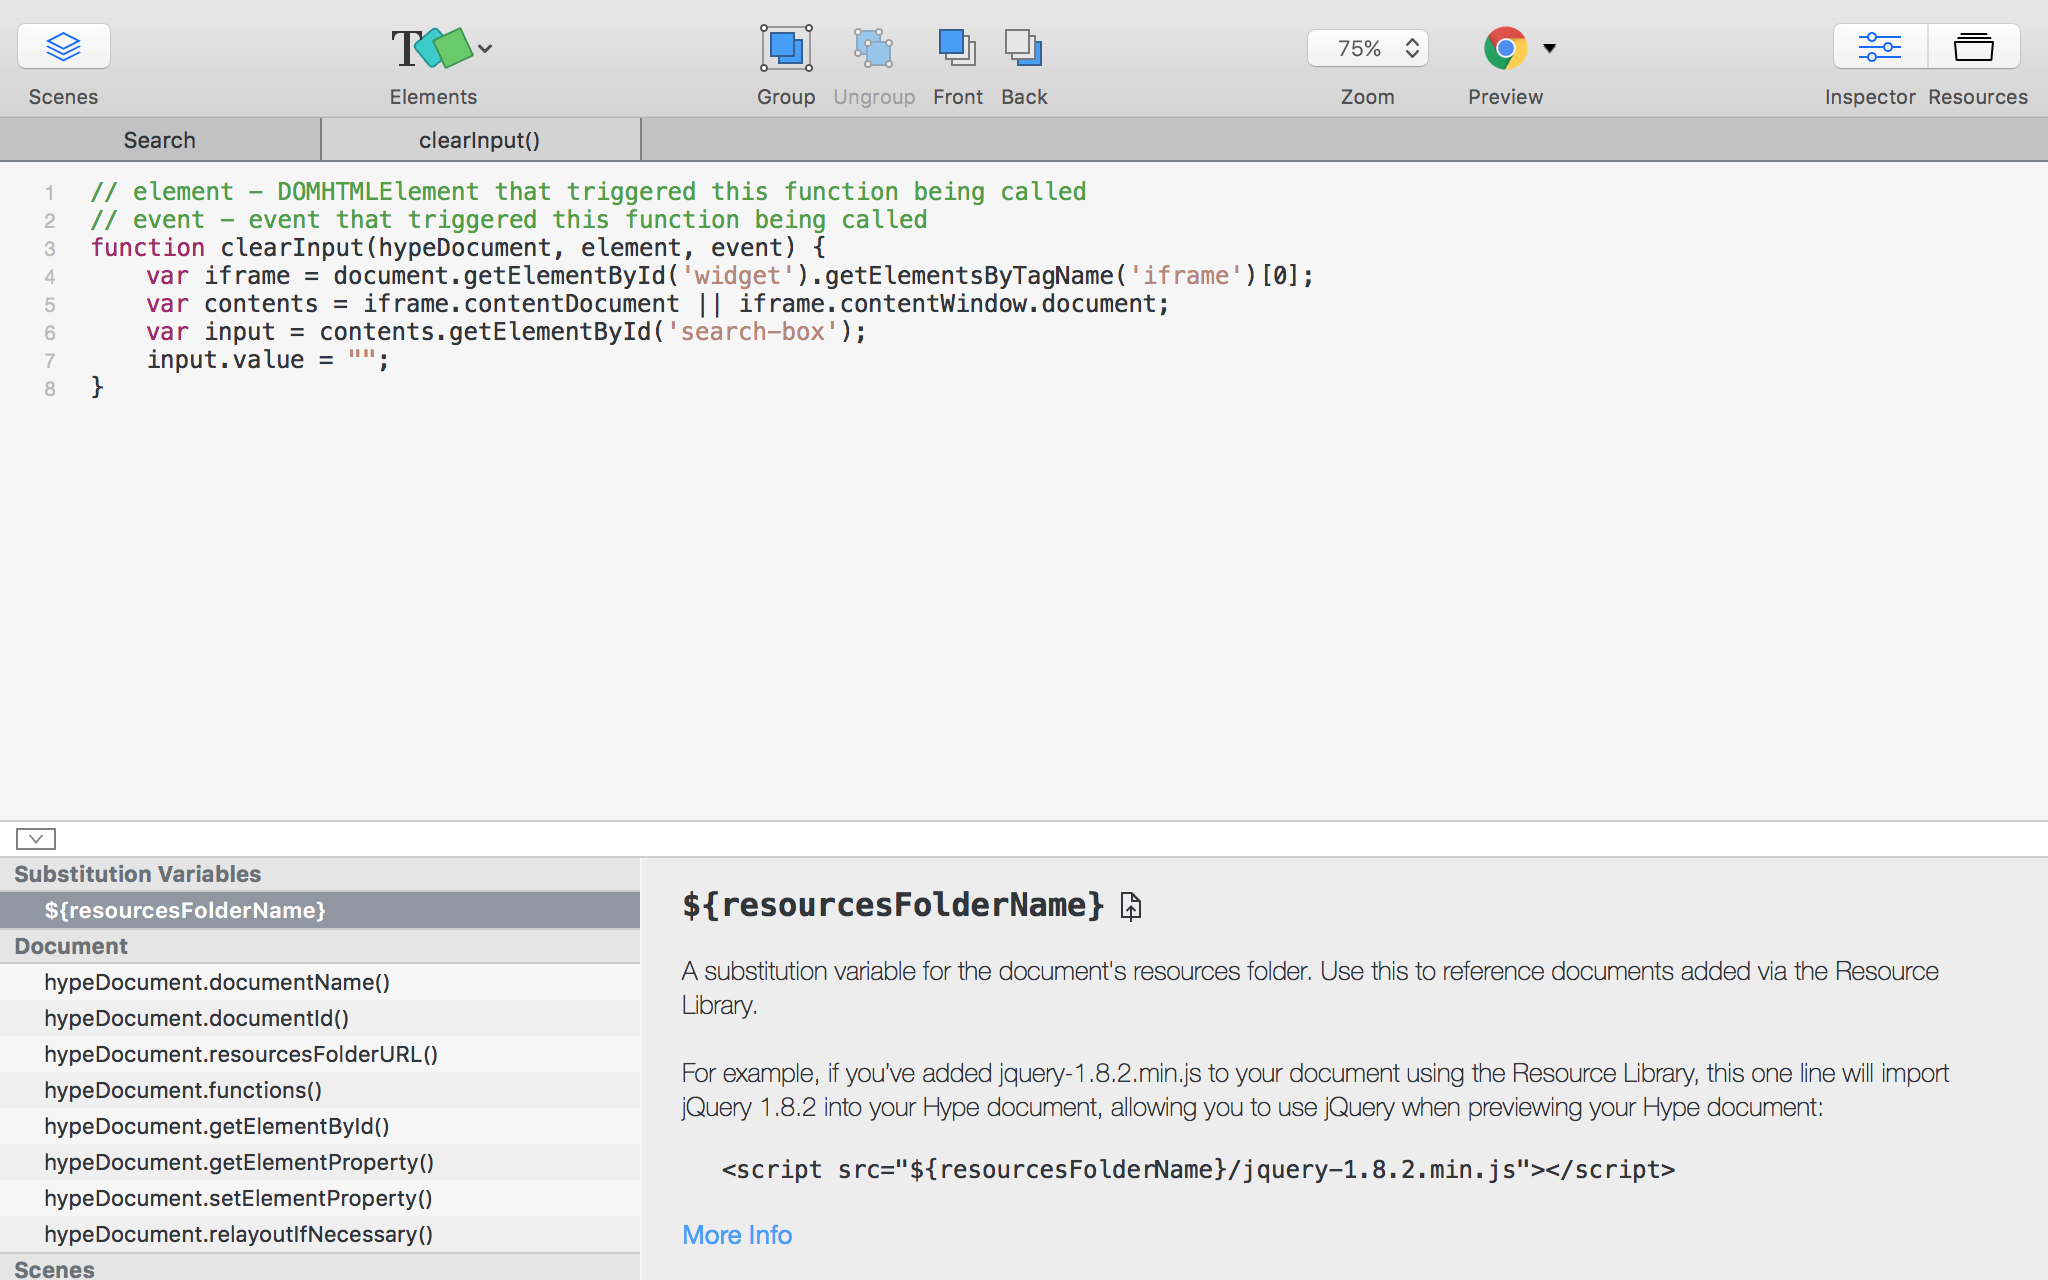 Scenes
Elements
Group Ungroup Front Back
75%
Zoom
Preview
Inspector Resources
Search clearInput()
1 // element – DOMHTMLElement that triggered this function being called
2 // event – event that triggered this function being called
3 function clearInput(hypeDocument, element, event) {
4 var iframe = document.getElementById('widget').getElementsByTagName('iframe')[0];
5 var contents = iframe.contentDocument || iframe.contentWindow.document;
6 var input = contents.getElementById('search-box');
7 input.value = "";
8 }
Substitution Variables
${resourcesFolderName}
Document
hypeDocument.documentName()
hypeDocument.documentId()
hypeDocument.resourcesFolderURL()
hypeDocument.functions()
hypeDocument.getElementById()
hypeDocument.getElementProperty()
hypeDocument.setElementProperty()
hypeDocument.relayoutIfNecessary()
Scenes
${resourcesFolderName}
A substitution variable for the document's resources folder. Use this to reference documents added via the Resource
Library.
For example, if you’ve added jquery-1.8.2.min.js to your document using the Resource Library, this one line will import
jQuery 1.8.2 into your Hype document, allowing you to use jQuery when previewing your Hype document:
<script src="${resourcesFolderName}/jquery-1.8.2.min.js"></script>
More Info
T